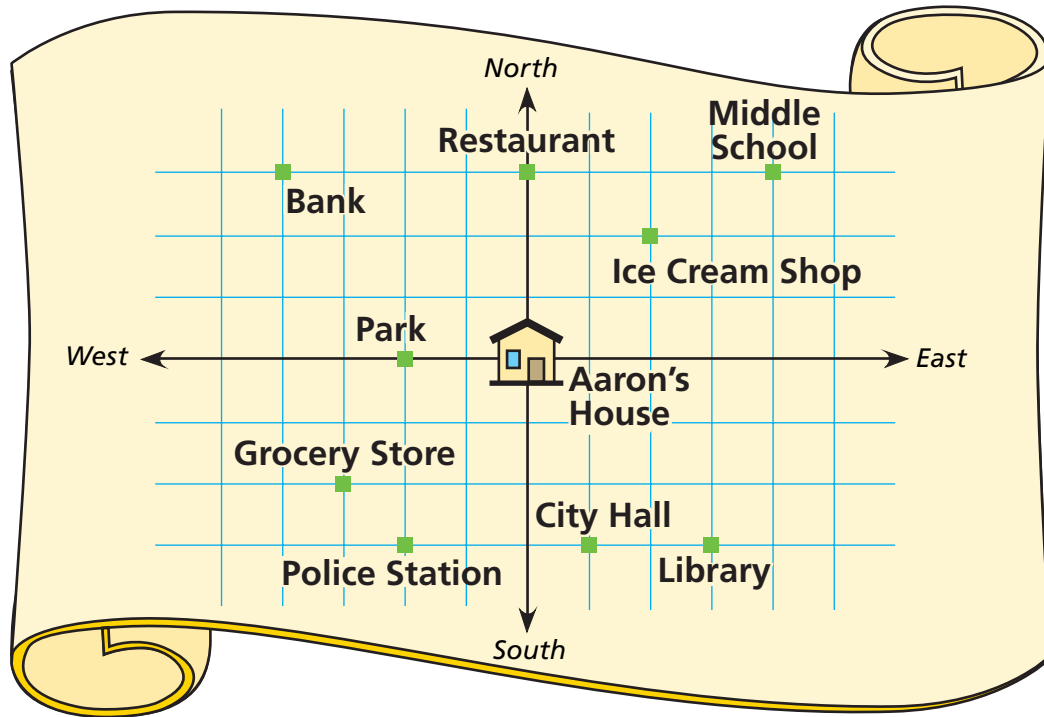 North
Middle
School
Restaurant
Bank
Ice Cream Shop
Park
West
East
Aaron's
House
Grocery Store
City Hall
Police Station
Library
South